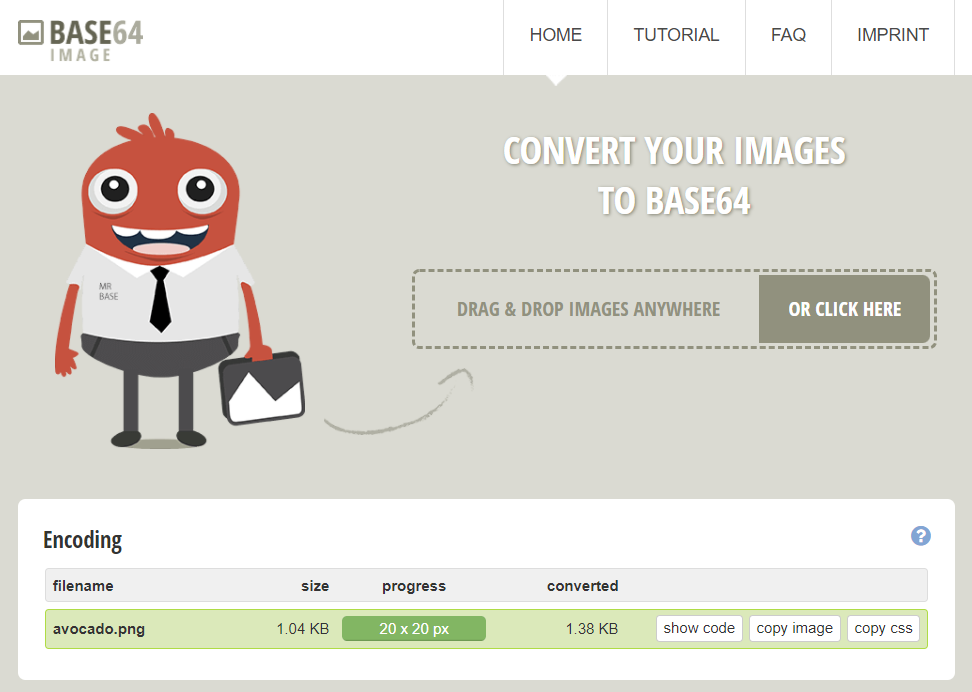 BASE64
IMAGE
HOME TUTORIAL FAQ IMPRINT
CONVERT YOUR IMAGES
TO BASE64
MR
BASE
DRAG & DROP IMAGES ANYWHERE OR CLICK HERE
Encoding ?
filename size progress converted
avocado.png 1.04 KB 20 x 20 px 1.38 KB show code copy image copy css